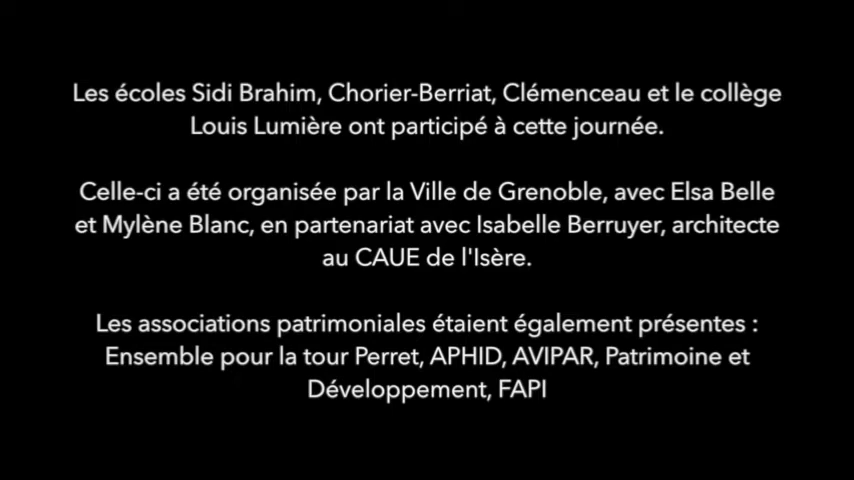 Les écoles Sidi Brahim, Chorier-Berriat, Clémenceau et le collège
Louis Lumière ont participé à cette journée.
Celle-ci a été organisée par la Ville de Grenoble, avec Elsa Belle
et Mylène Blanc, en partenariat avec Isabelle Berruyer, architecte
au CAUE de l'Isère.
Les associations patrimoniales étaient également présentes :
Ensemble pour la tour Perret, APHID, AVIPAR, Patrimoine et
Développement, FAPI